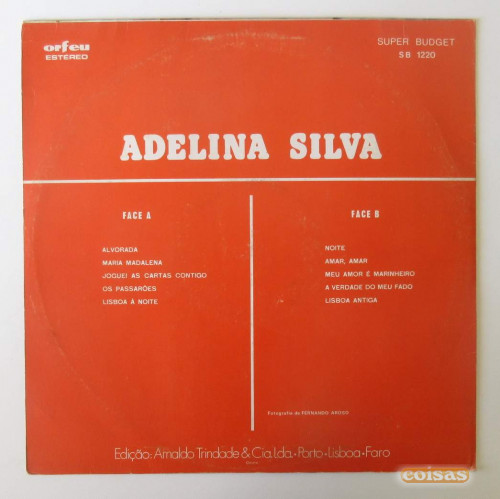 orfeu
ESTÉREO
SUPER BUDGET
SB 1220
ADELINA SILVA
FACE A
ALVORADA
MARIA MADALENA
JOGUEI AS CARTAS CONTIGO
OS PASSARÕES
LISBOA À NOITE
FACE B
NOITE
AMAR, AMAR
MEU AMOR É MARINHEIRO
A VERDADE DO MEU FADO
LISBOA ANTIGA
Fotografia de FERNANDO AROSO
Edição: Arnaldo Trindade & Cia. Lda. • Porto • Lisboa • Faro
coisas